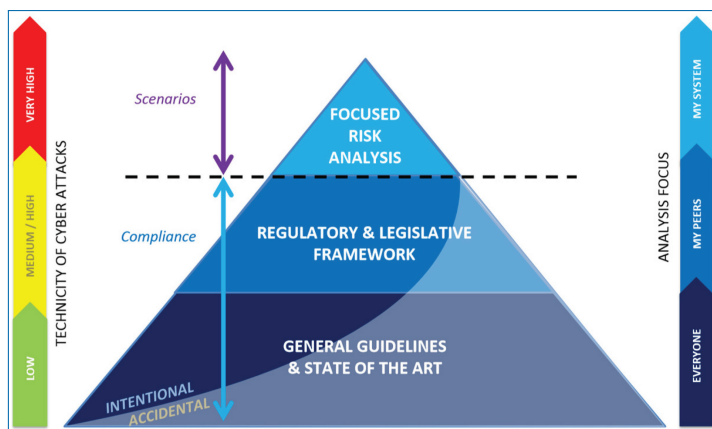 VERY HIGH
MEDIUM / HIGH
LOW
TECHNICITY OF CYBER ATTACKS
Scenarios
Compliance
FOCUSED
RISK
ANALYSIS
REGULATORY & LEGISLATIVE
FRAMEWORK
GENERAL GUIDELINES
& STATE OF THE ART
INTENTIONAL
ACCIDENTAL
ANALYSIS FOCUS
MY SYSTEM
MY PEERS
EVERYONE